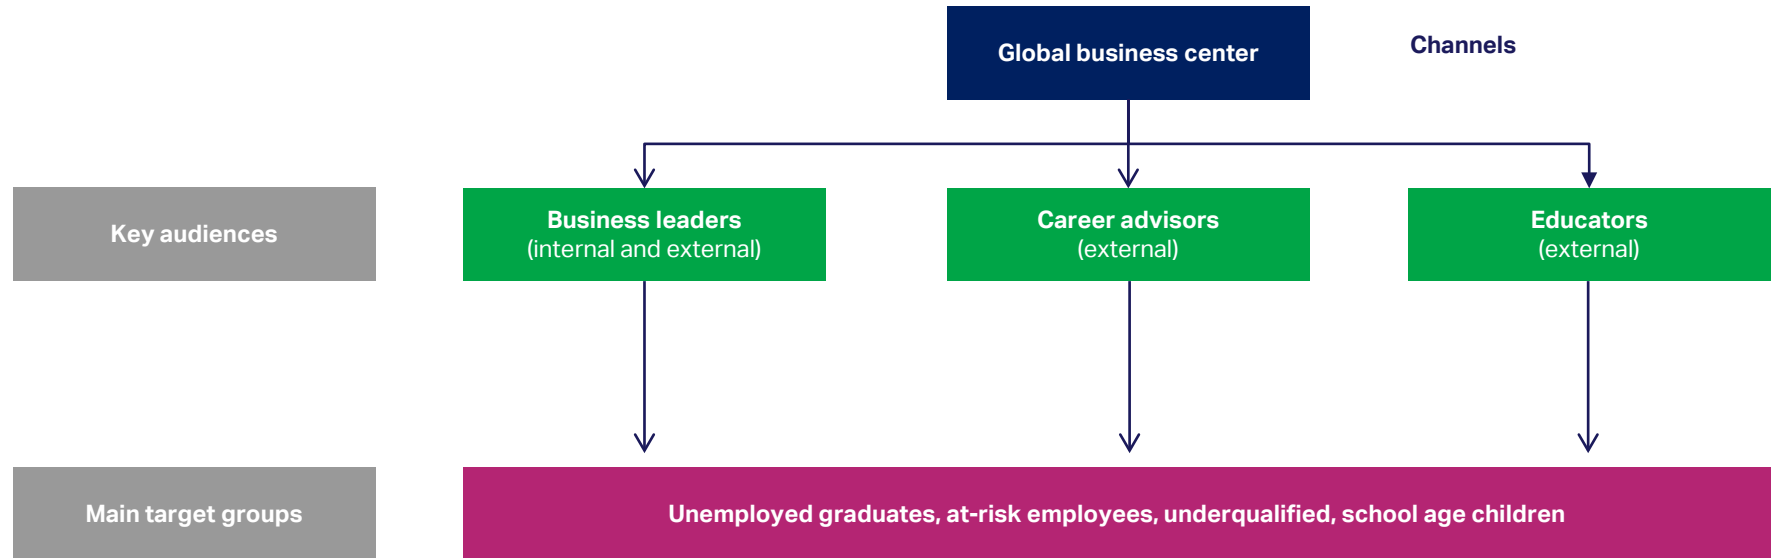 Global business center
Channels
Key audiences
Business leaders
(internal and external)
Career advisors
(external)
Educators
(external)
Main target groups
Unemployed graduates, at-risk employees, underqualified, school age children